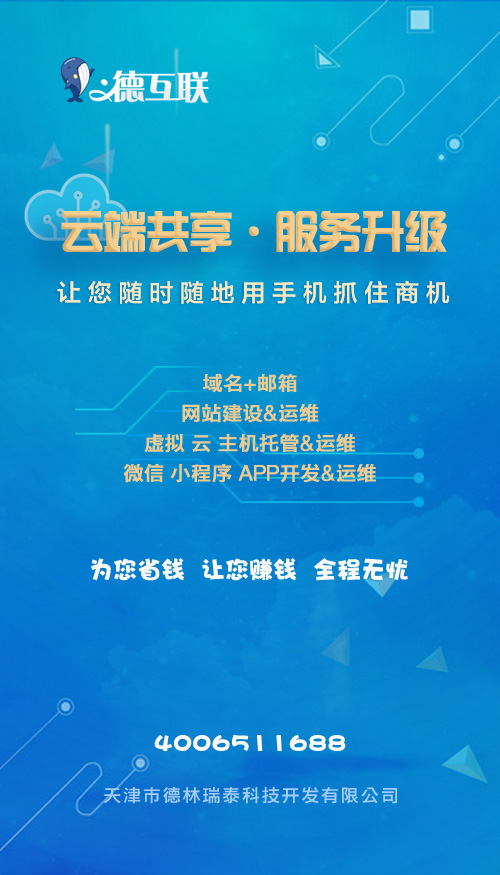 i德互联
云端共享·服务升级
让您随时随地用手机抓住商机
域名+邮箱
网站建设&运维
虚拟 云 主机托管&运维
微信 小程序 APP开发&运维
为您省钱 让您赚钱 全程无忧
4006511688
天津市德林瑞泰科技开发有限公司